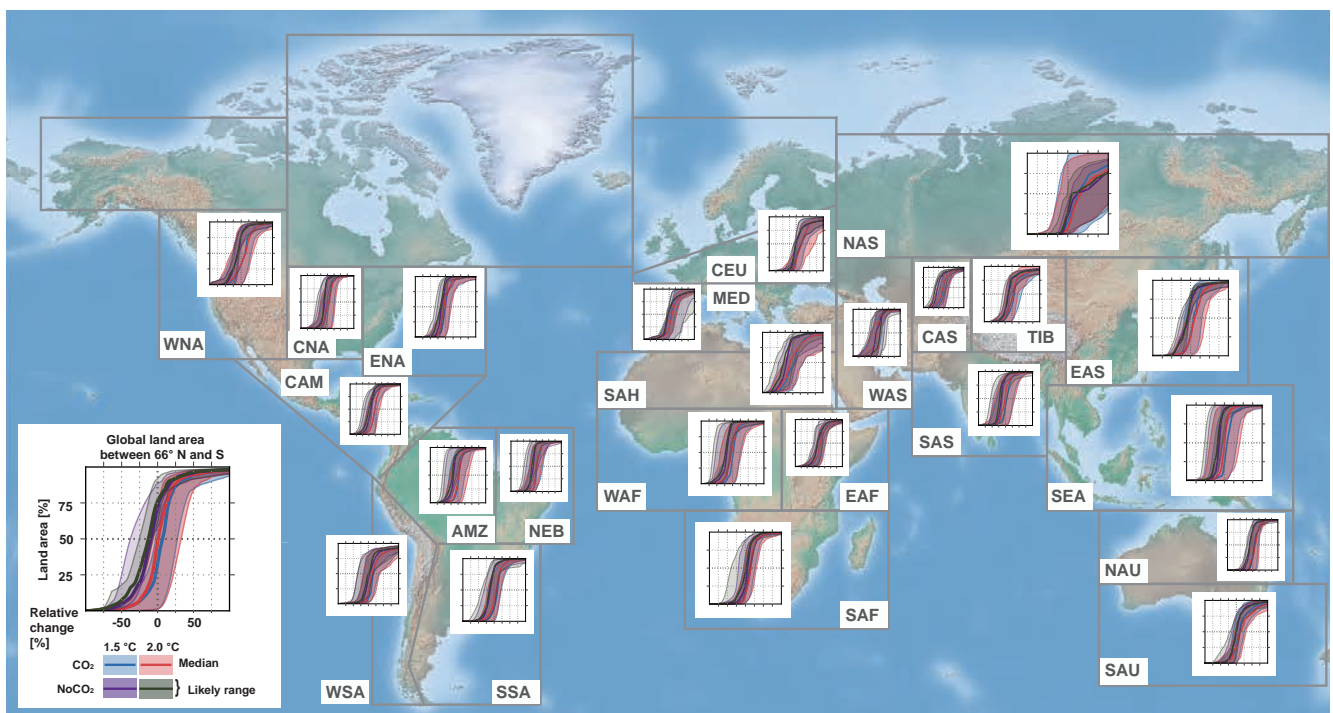 NAS
CEU
MED
CAS
TIB
WNA
CNA
ENA
EAS
CAM
SAH
WAS
SAS
WAF
EAF
SEA
AMZ
NEB
NAU
SAF
SAU
WSA
SSA
Global land area
between 66° N and S
Land area [%]
75
50
25
Relative
change
[%]
-50
0
50
1.5 °C
2.0 °C
CO₂
Median
NoCO₂
} Likely range